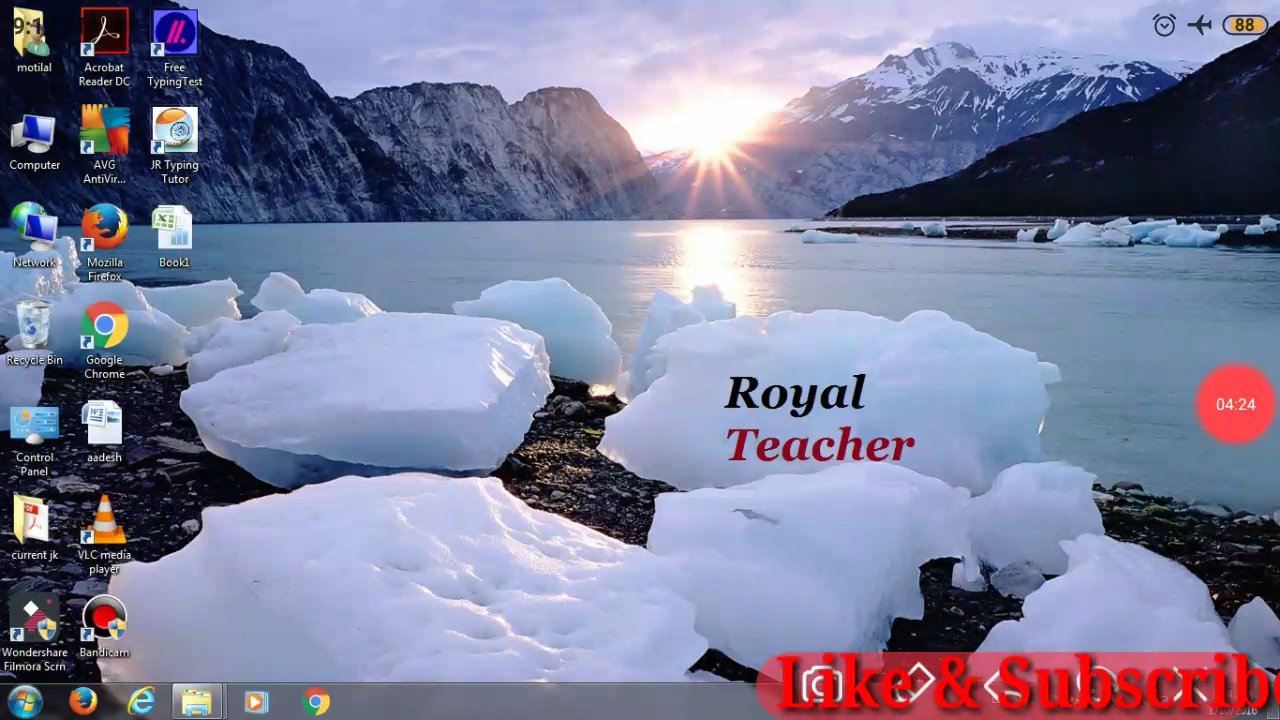 9:1
88
motilal
Acrobat
Reader DC
Free
TypingTest
Computer
AVG
AntiVir...
JR Typing
Tutor
Network
Mozilla
Firefox
Book1
Recycle Bin
Google
Chrome
Control
Panel
aadesh
current jk
VLC media
player
Wondershare
Filmora Scrn
Bandicam
Royal
Teacher
04:24
Like & Subscrib